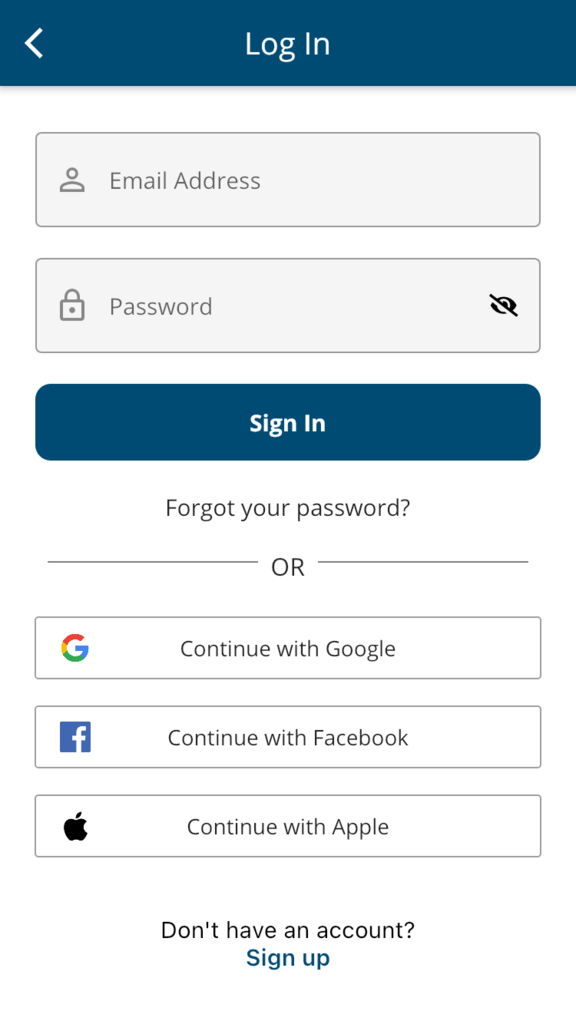 Log In
Email Address
Password
Sign In
Forgot your password?
OR
Continue with Google
Continue with Facebook
Continue with Apple
Don't have an account?
Sign up